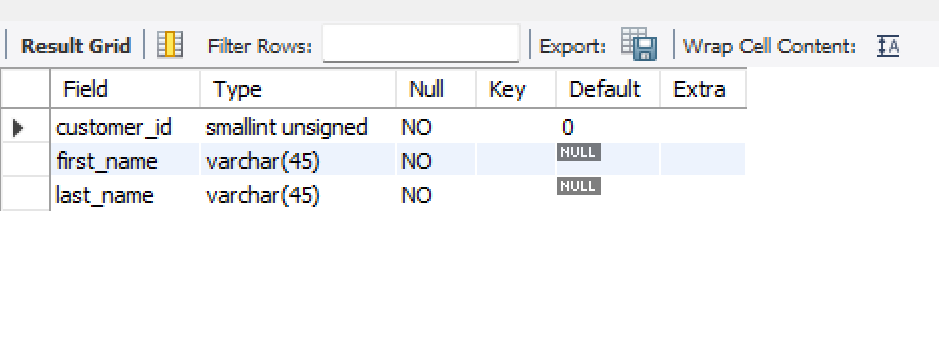 Result Grid Filter Rows: Export: Wrap Cell Content: IA
Field Type Null Key Default Extra
customer_id smallint unsigned NO 0
first_name varchar(45) NO NULL
last_name varchar(45) NO NULL